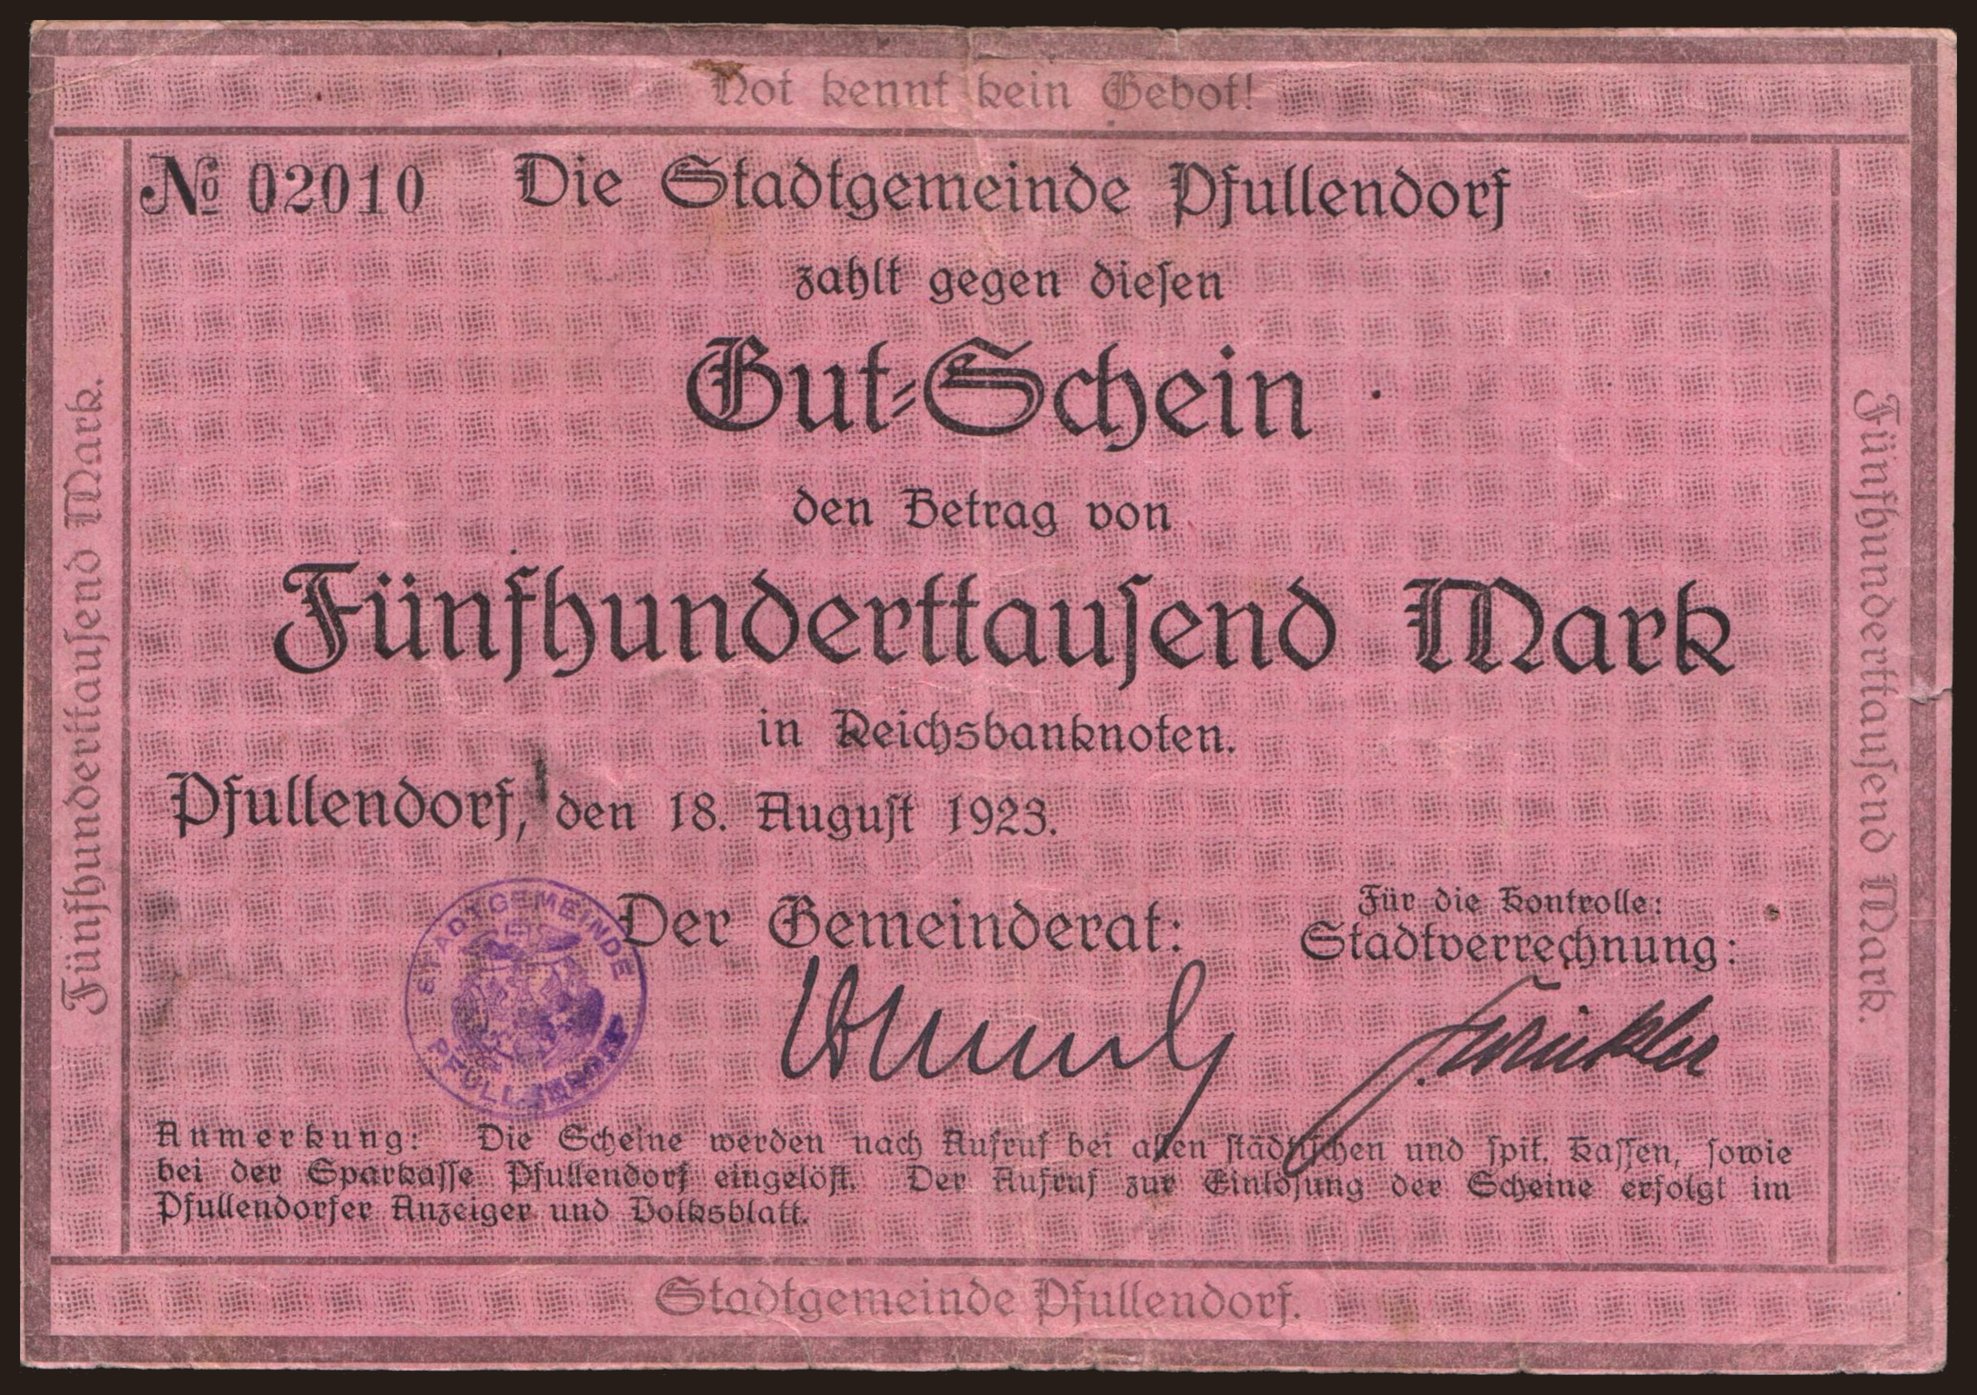 Not kennt kein Gebot!
№ 02010 Die Stadtgemeinde Pfullendorf
zahlt gegen diesen
Gut-Schein
den Betrag von
Fünfhunderttausend Mark
in Reichsbanknoten.
Pfullendorf, den 18. August 1923.
Der Gemeinderat:
Für die Kontrolle:
Stadtverrechnung:
STADTGEMEINDE
PFULLENDORF
Anmerkung: Die Scheine werden nach Aufruf bei allen städtischen und spit. Kassen, sowie
bei der Sparkasse Pfullendorf eingelöst. Der Aufruf zur Einlösung der Scheine erfolgt im
Pfullendorfer Anzeiger und Volksblatt.
Stadtgemeinde Pfullendorf.
Fünfhunderttausend Mark.
Fünfhunderttausend Mark.